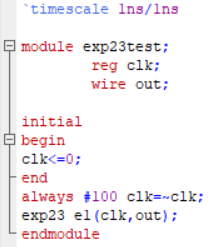 `timescale 1ns/1ns
module exp23test;
reg clk;
wire out;
initial
begin
clk<=0;
end
always #100 clk=~clk;
exp23 e1(clk,out);
endmodule